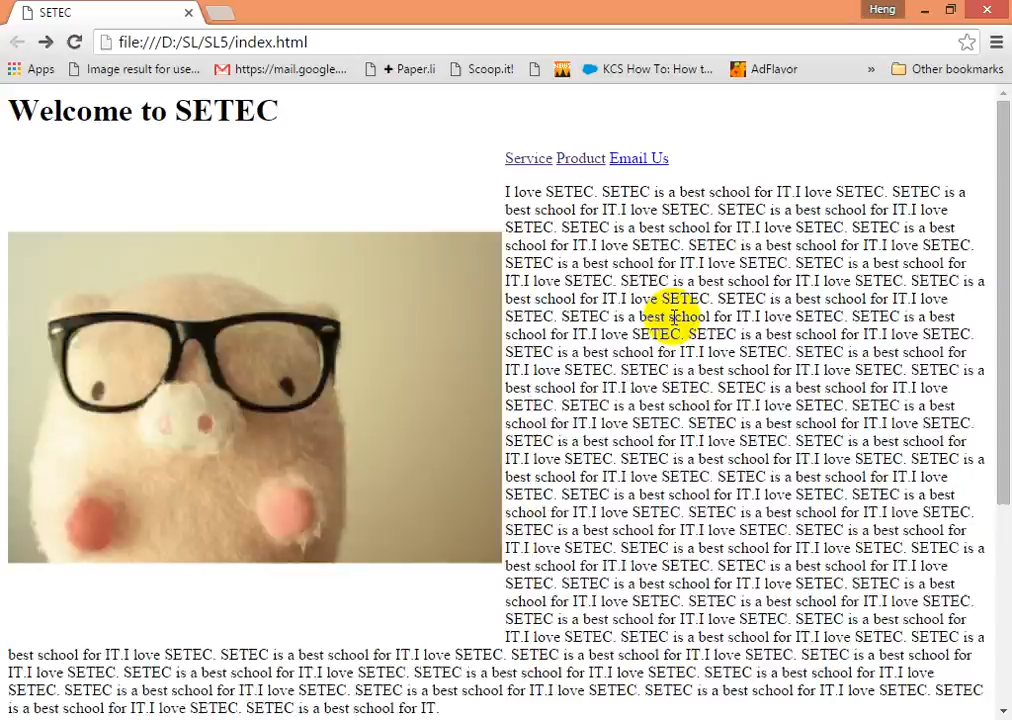 SETEC
Heng
file:///D:/SL/SL5/index.html
Apps Image result for use... https://mail.google.... + Paper.li Scoop.it! KCS How To: How t... AdFlavor » Other bookmarks
Welcome to SETEC
Service Product Email Us
I love SETEC. SETEC is a best school for IT.I love SETEC. SETEC is a
best school for IT.I love SETEC. SETEC is a best school for IT.I love
SETEC. SETEC is a best school for IT.I love SETEC. SETEC is a best
school for IT.I love SETEC. SETEC is a best school for IT.I love SETEC.
SETEC is a best school for IT.I love SETEC. SETEC is a best school for
IT.I love SETEC. SETEC is a best school for IT.I love SETEC. SETEC is a
best school for IT.I love SETEC. SETEC is a best school for IT.I love
SETEC. SETEC is a best school for IT.I love SETEC. SETEC is a best
school for IT.I love SETEC. SETEC is a best school for IT.I love SETEC.
SETEC is a best school for IT.I love SETEC. SETEC is a best school for
IT.I love SETEC. SETEC is a best school for IT.I love SETEC. SETEC is a
best school for IT.I love SETEC. SETEC is a best school for IT.I love
SETEC. SETEC is a best school for IT.I love SETEC. SETEC is a best
school for IT.I love SETEC. SETEC is a best school for IT.I love SETEC.
SETEC is a best school for IT.I love SETEC. SETEC is a best school for
IT.I love SETEC. SETEC is a best school for IT.I love SETEC. SETEC is a
best school for IT.I love SETEC. SETEC is a best school for IT.I love
SETEC. SETEC is a best school for IT.I love SETEC. SETEC is a best
school for IT.I love SETEC. SETEC is a best school for IT.I love SETEC.
SETEC is a best school for IT.I love SETEC. SETEC is a best school for
IT.I love SETEC. SETEC is a best school for IT.I love SETEC. SETEC is a
best school for IT.I love SETEC. SETEC is a best school for IT.I love
SETEC. SETEC is a best school for IT.I love SETEC. SETEC is a best
school for IT.I love SETEC. SETEC is a best school for IT.I love SETEC.
SETEC is a best school for IT.I love SETEC. SETEC is a best school for
IT.I love SETEC. SETEC is a best school for IT.I love SETEC. SETEC is a
best school for IT.I love SETEC. SETEC is a best school for IT.I love SETEC. SETEC is a best school for IT.I love SETEC. SETEC is a best school for
IT.I love SETEC. SETEC is a best school for IT.I love SETEC. SETEC is a best school for IT.I love SETEC. SETEC is a best school for IT.I love
SETEC. SETEC is a best school for IT.I love SETEC. SETEC is a best school for IT.I love SETEC. SETEC is a best school for IT.I love SETEC. SETEC
is a best school for IT.I love SETEC. SETEC is a best school for IT.